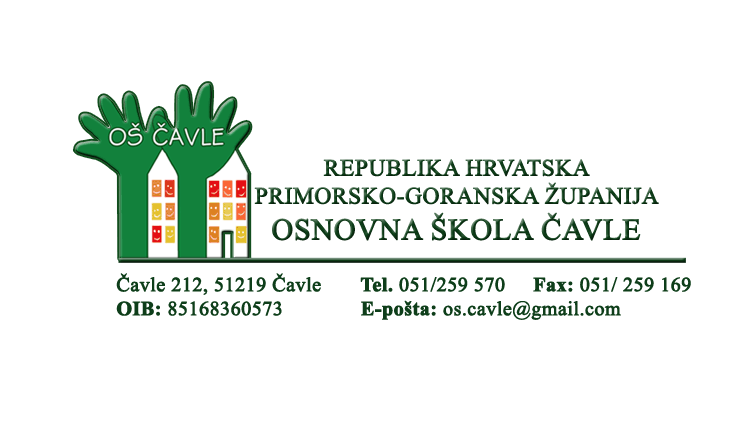 OŠ ČAVLE
REPUBLIKA HRVATSKA
PRIMORSKO-GORANSKA ŽUPANIJA
OSNOVNA ŠKOLA ČAVLE
Čavle 212, 51219 Čavle Tel. 051/259 570 Fax: 051/ 259 169
OIB: 85168360573 E-pošta: os.cavle@gmail.com